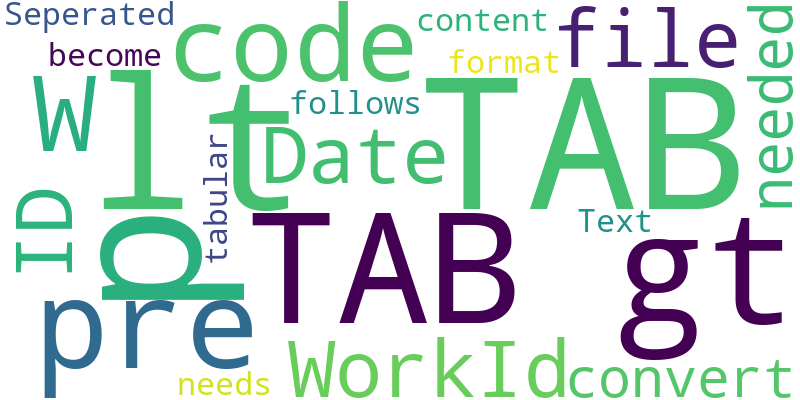 Seperated
code
content
file
needed
become
format
W
lt
follows
TAB
Date
tabular
ID
p
TAB
Text
gt
pre
WorkId
convert
needs